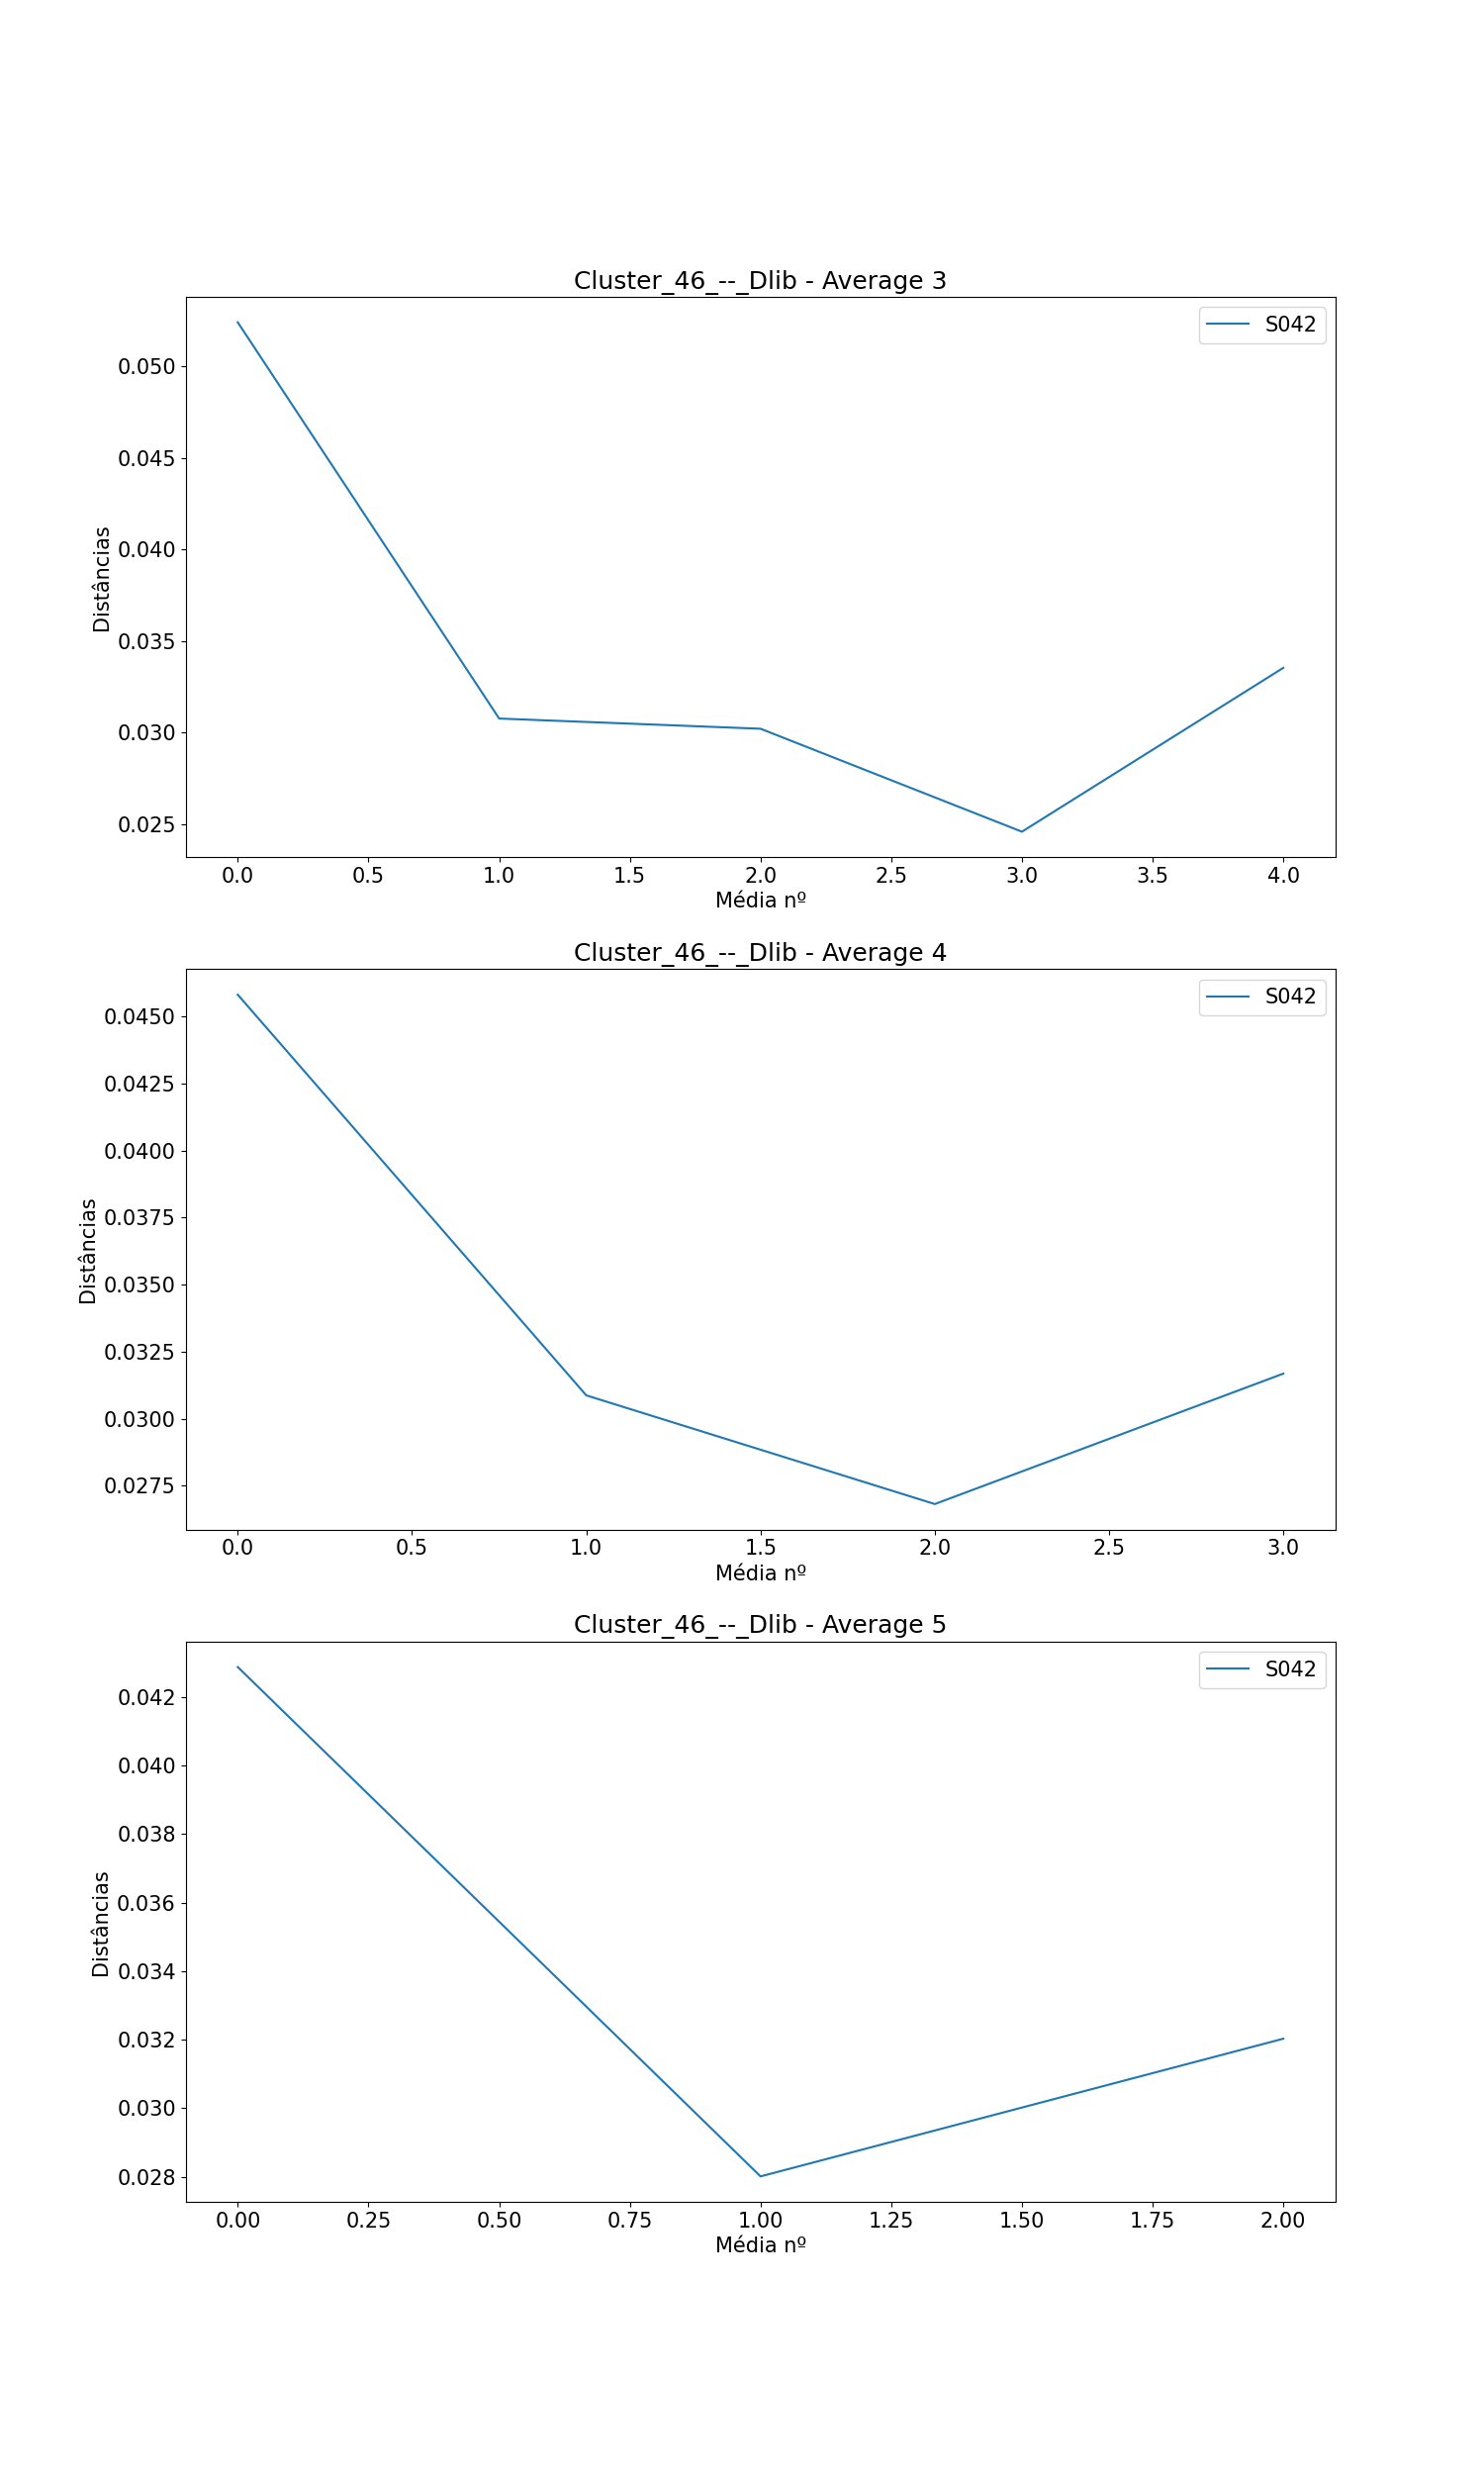 Cluster_46_--_Dlib - Average 3
S042
0.050
0.045
0.040
0.035
0.030
0.025
Distâncias
0.0 0.5 1.0 1.5 2.0 2.5 3.0 3.5 4.0
Média nº
Cluster_46_--_Dlib - Average 4
S042
0.0450
0.0425
0.0400
0.0375
0.0350
0.0325
0.0300
0.0275
Distâncias
0.0 0.5 1.0 1.5 2.0 2.5 3.0
Média nº
Cluster_46_--_Dlib - Average 5
S042
0.042
0.040
0.038
0.036
0.034
0.032
0.030
0.028
Distâncias
0.00 0.25 0.50 0.75 1.00 1.25 1.50 1.75 2.00
Média nº